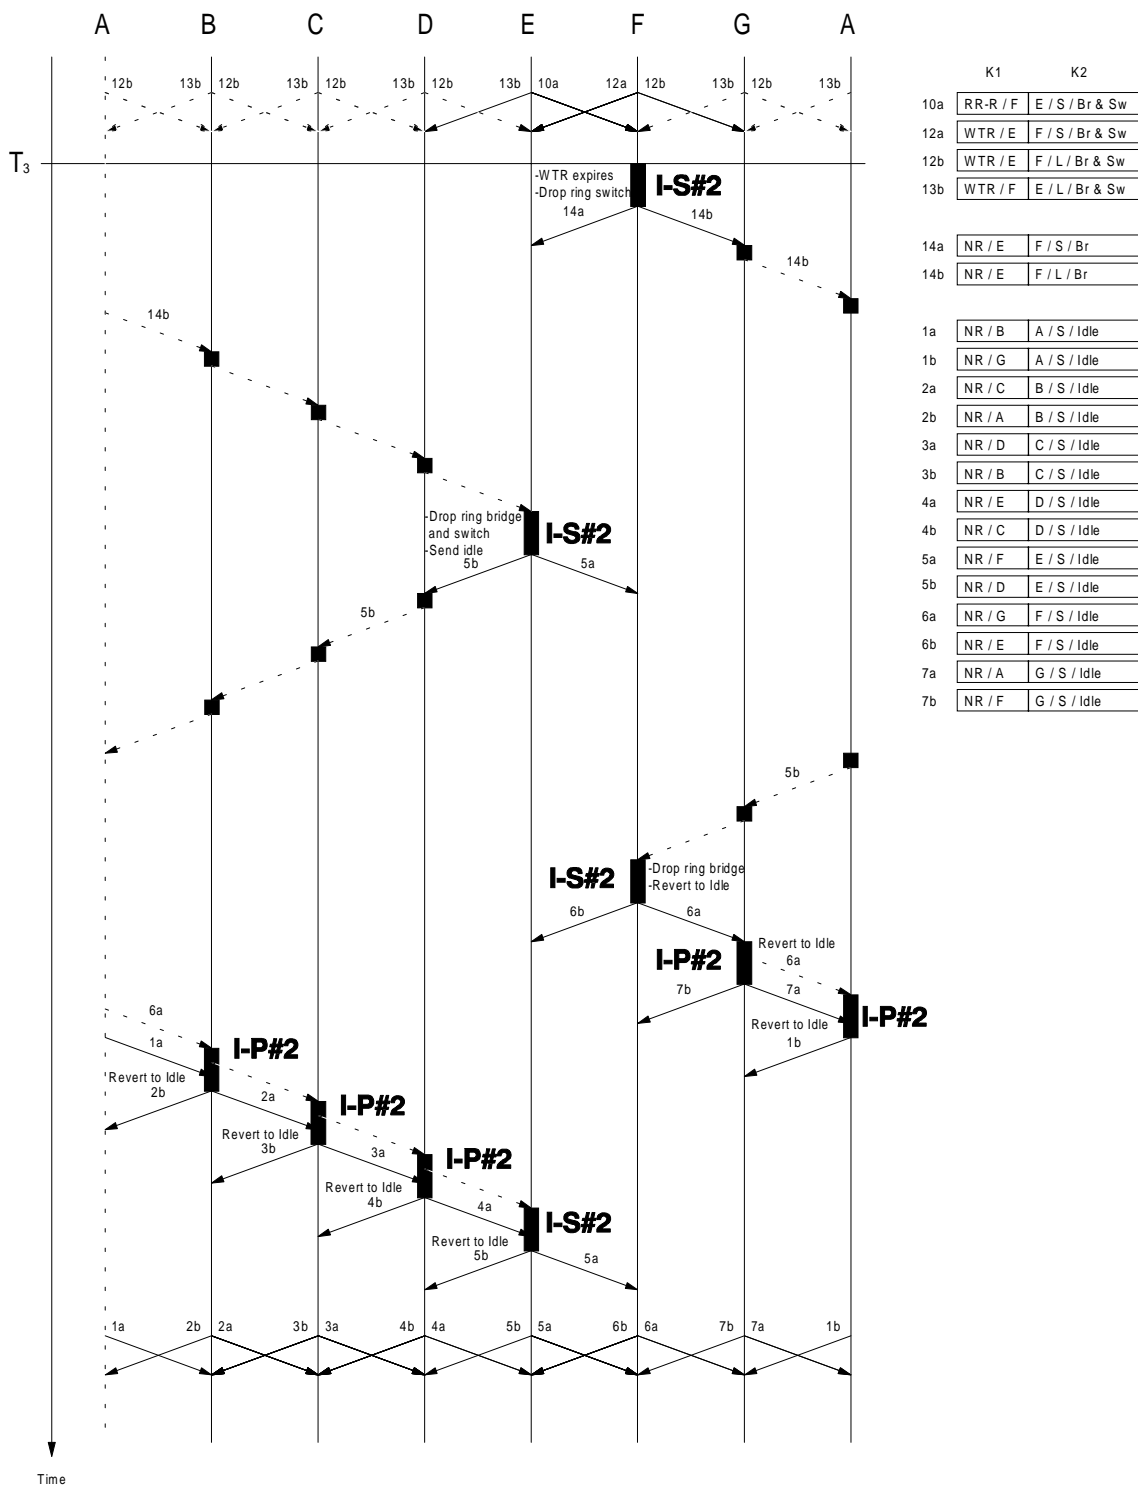 A B C D E F G A
12b 13b 12b 13b 12b 13b 12b 13b 10a 12a 12b 13b 12b 13b
T3
-WTR expires
-Drop ring switch
I-S#2
14a 14b
14b
14b
-Drop ring bridge
and switch
-Send idle
I-S#2
5b 5a
5b
5b
I-S#2
-Drop ring bridge
-Revert to Idle
6b 6a
I-P#2
Revert to Idle
6a
7b 7a
I-P#2
Revert to Idle
1b
6a
1a
I-P#2
Revert to Idle
2b 2a
I-P#2
Revert to Idle
3b 3a
I-P#2
Revert to Idle
4b 4a
I-S#2
Revert to Idle
5b 5a
1a 2b 2a 3b 3a 4b 4a 5b 5a 6b 6a 7b 7a 1b
Time
K1 K2
10a RR-R / F E / S / Br & Sw
12a WTR / E F / S / Br & Sw
12b WTR / E F / L / Br & Sw
13b WTR / F E / L / Br & Sw
14a NR / E F / S / Br
14b NR / E F / L / Br
1a NR / B A / S / Idle
1b NR / G A / S / Idle
2a NR / C B / S / Idle
2b NR / A B / S / Idle
3a NR / D C / S / Idle
3b NR / B C / S / Idle
4a NR / E D / S / Idle
4b NR / C D / S / Idle
5a NR / F E / S / Idle
5b NR / D E / S / Idle
6a NR / G F / S / Idle
6b NR / E F / S / Idle
7a NR / A G / S / Idle
7b NR / F G / S / Idle